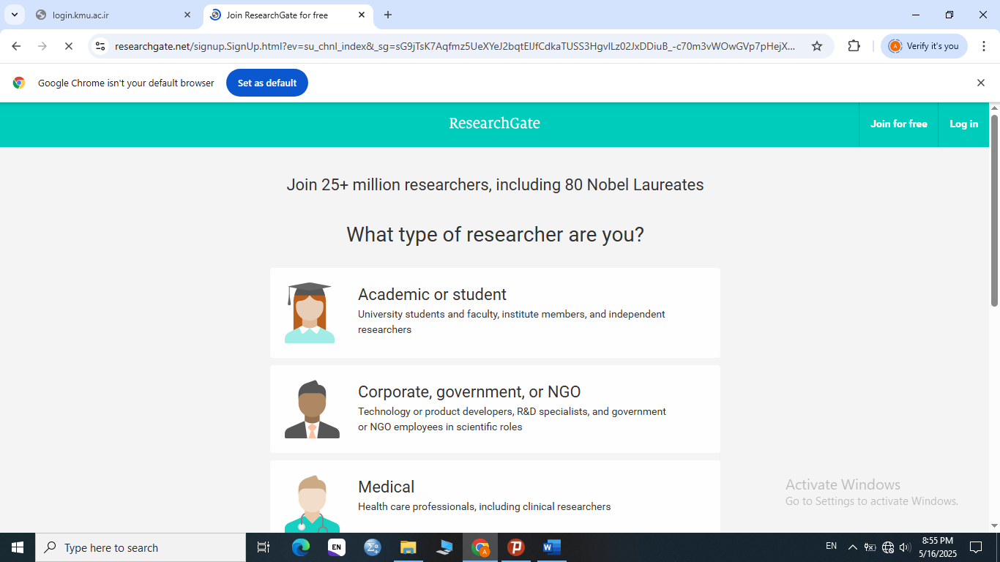 login.kmu.ac.ir
Join ResearchGate for free
researchgate.net/signup.SignUp.html?ev=su_chnl_index&_sg=sG9jTsK7Aqfmz5UeXYeJ2bqtEIJfCdkaTUSS3HgvlLz02JxDDiuB_-c70m3vWOwGVp7pHejX...
Verify it's you
Google Chrome isn't your default browser
Set as default
ResearchGate
Join for free
Log in
Join 25+ million researchers, including 80 Nobel Laureates
What type of researcher are you?
Academic or student
University students and faculty, institute members, and independent
researchers
Corporate, government, or NGO
Technology or product developers, R&D specialists, and government
or NGO employees in scientific roles
Medical
Health care professionals, including clinical researchers
Activate Windows
Go to Settings to activate Windows.
Type here to search
EN
Σα
A
P
W
EN
8:55 PM
5/16/2025